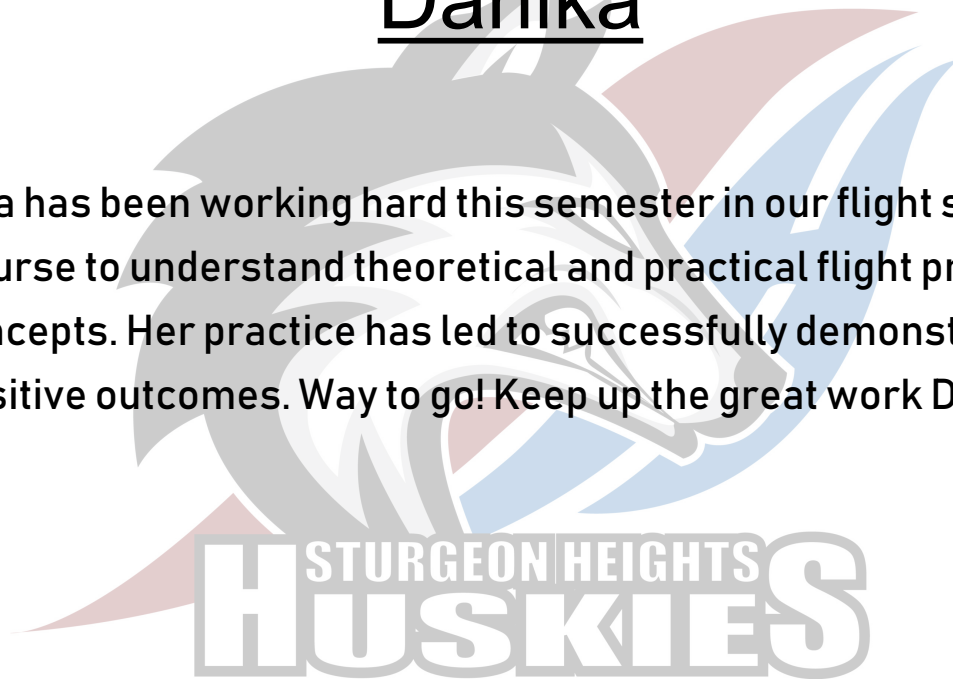 Danika
a has been working hard this semester in our flight s
urse to understand theoretical and practical flight pr
ncepts. Her practice has led to successfully demonst
sitive outcomes. Way to go! Keep up the great work D
STURGEON HEIGHTS
HUSKIES